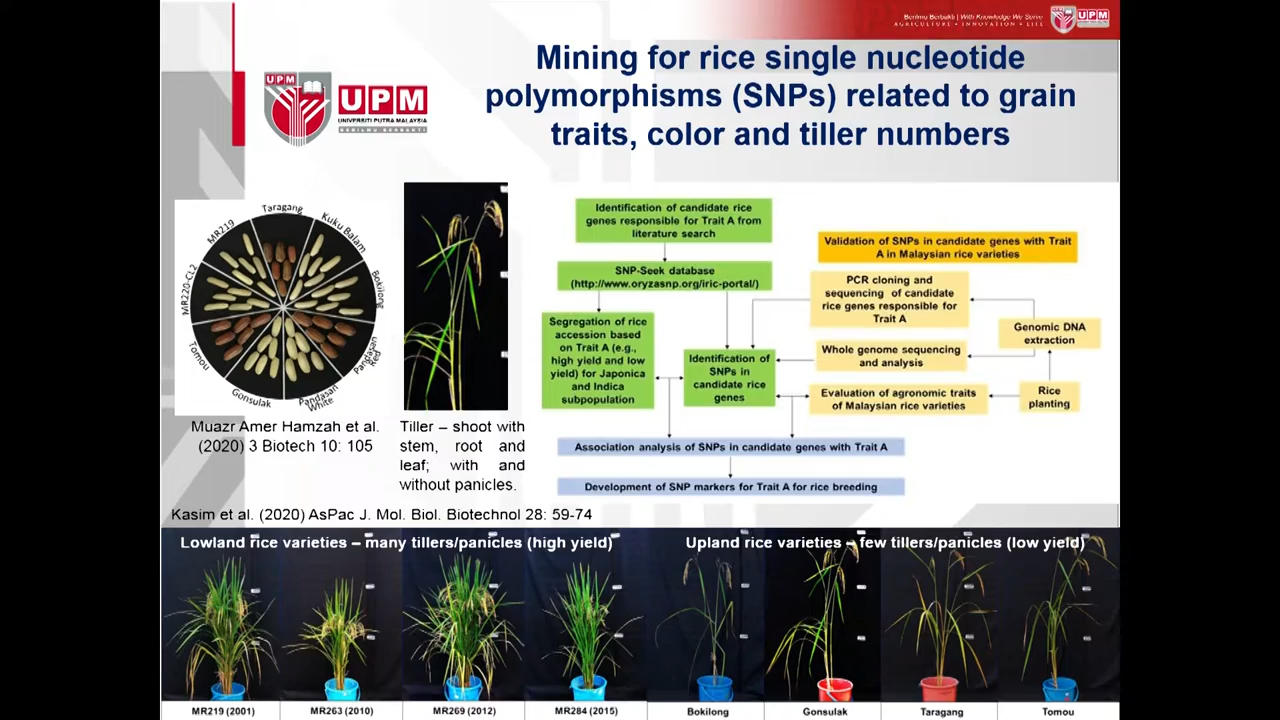 Berilmu Berbakti | With Knowledge We Serve
AGRICULTURE • INNOVATION • LIFE
UPM
Mining for rice single nucleotide
polymorphisms (SNPs) related to grain
traits, color and tiller numbers
UPM
UPM
UNIVERSITI PUTRA MALAYSIA
BERILMU BERBAKTI
Taragang
Kuku Balam
Bokilong
Pandasan
Red
Pandasan
White
Gonsulak
Tomou
MR220-CL2
MR219
Muazr Amer Hamzah et al.
(2020) 3 Biotech 10: 105
Tiller – shoot with
stem, root and
leaf; with and
without panicles.
Identification of candidate rice
genes responsible for Trait A from
literature search
SNP-Seek database
(http://www.oryzasnp.org/iric-portal/)
Segregation of rice
accession based
on Trait A (e.g.,
high yield and low
yield) for Japonica
and Indica
subpopulation
Identification of
SNPs in
candidate rice
genes
Validation of SNPs in candidate genes with Trait
A in Malaysian rice varieties
PCR cloning and
sequencing of candidate
rice genes responsible for
Trait A
Whole genome sequencing
and analysis
Evaluation of agronomic traits
of Malaysian rice varieties
Genomic DNA
extraction
Rice
planting
Association analysis of SNPs in candidate genes with Trait A
Development of SNP markers for Trait A for rice breeding
Kasim et al. (2020) AsPac J. Mol. Biol. Biotechnol 28: 59-74
Lowland rice varieties – many tillers/panicles (high yield)
Upland rice varieties – few tillers/panicles (low yield)
MR219 (2001)
MR263 (2010)
MR269 (2012)
MR284 (2015)
Bokilong
Gonsulak
Taragang
Tomou